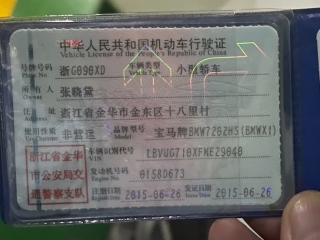 中华人民共和国机动车行驶证
Vehicle License of the People's Republic of China
号牌号码 浙G090XD 车辆类型 小型轿车
Plate No. Vehicle Type
所有人 张晓棠
Owner
住址 浙江省金华市金东区十八里村
Address
使用性质 非营运 品牌型号 宝马牌BMW7202HS(BMWX1)
Use Character Model
浙江省金华市公安局交通警察支队
车辆识别代号
VIN
发动机号码 0158D673
Engine No.
注册日期 2015-06-26 发证日期 2015-06-26
Register Date Issue Date